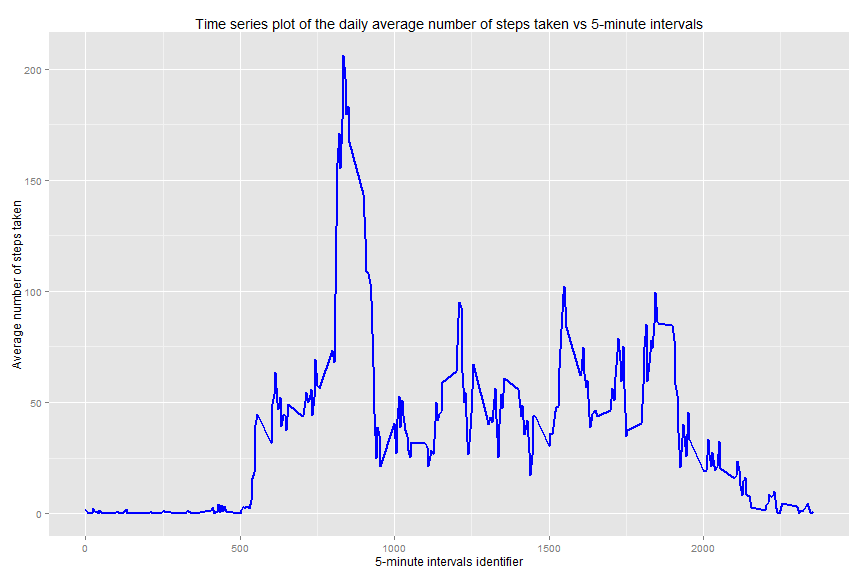 Time series plot of the daily average number of steps taken vs 5-minute intervals
Average number of steps taken
200
150
100
50
0
0 500 1000 1500 2000
5-minute intervals identifier